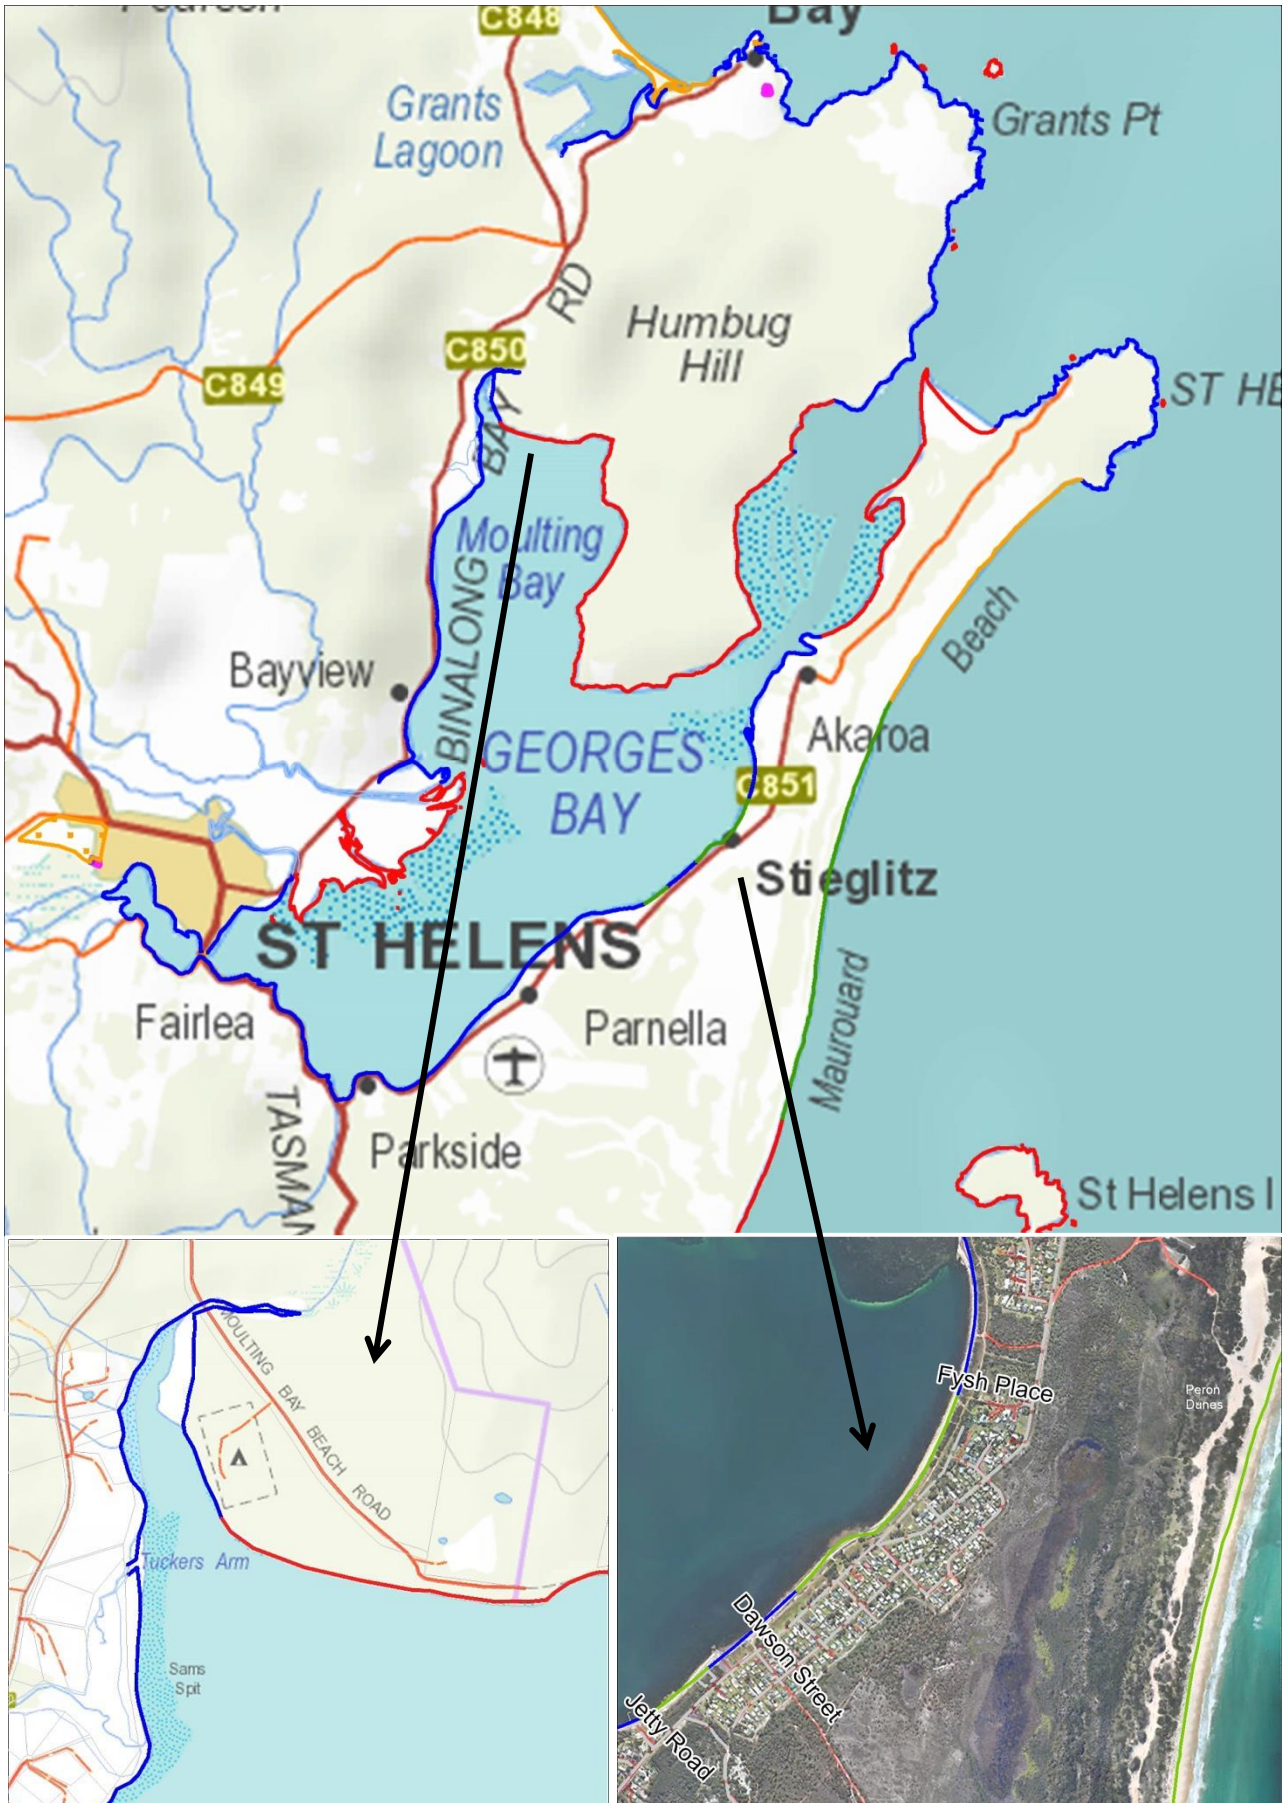 Bay
C848
Grants
Lagoon
Grants Pt
RD
Humbug
Hill
C850
C849
ST HE
BAY
Moulting
Bay
BINALONG
Beach
Bayview
Akaroa
GEORGES
BAY
C851
Stieglitz
ST HELENS
Fairlea
Parnella
Maurouard
TASMAN
Parkside
St Helens I
MOULTING BAY BEACH ROAD
Tuckers Arm
Sams
Spit
Fysh Place
Peron
Dunes
Dawson Street
Jetty Road